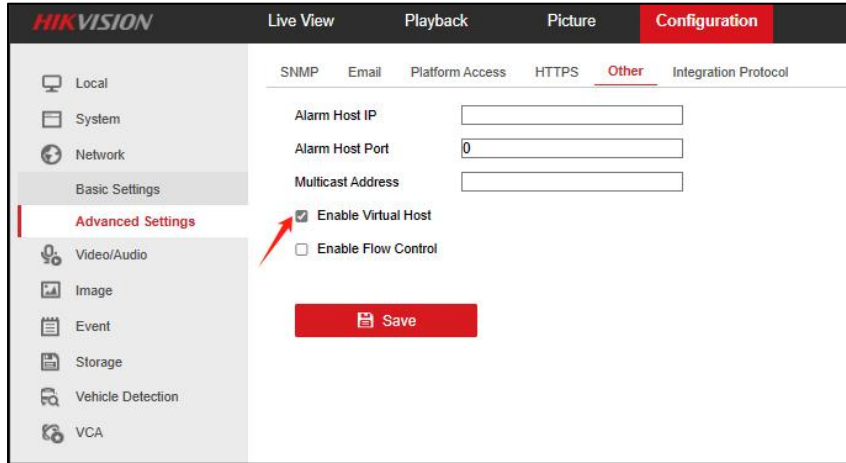 HIKVISION
Live View Playback Picture Configuration
Local
System
Network
Basic Settings
Advanced Settings
Video/Audio
Image
Event
Storage
Vehicle Detection
VCA
SNMP Email Platform Access HTTPS Other Integration Protocol
Alarm Host IP
Alarm Host Port 0
Multicast Address
Enable Virtual Host
Enable Flow Control
Save